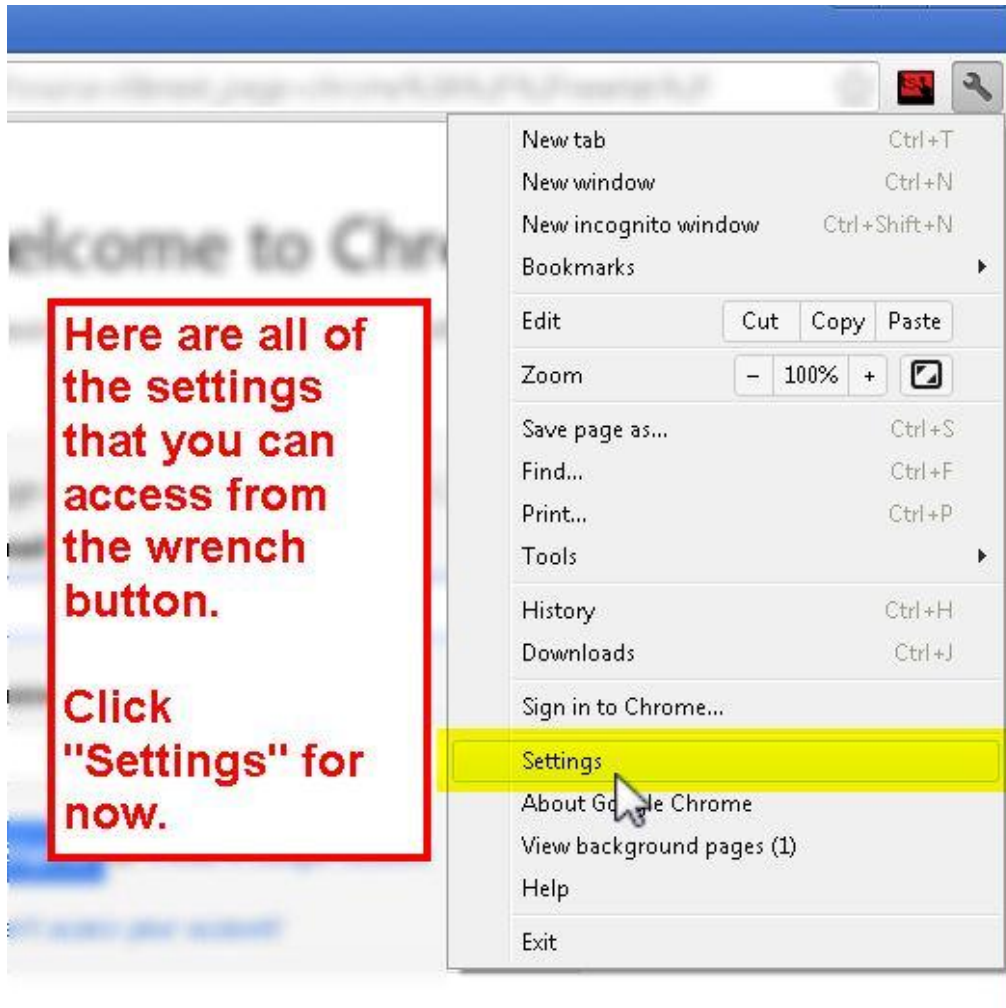 elcome to Chr
New tab Ctrl+T
New window Ctrl+N
New incognito window Ctrl+Shift+N
Bookmarks
Edit Cut Copy Paste
Zoom - 100% +
Save page as... Ctrl+S
Find... Ctrl+F
Print... Ctrl+P
Tools
History Ctrl+H
Downloads Ctrl+J
Sign in to Chrome...
Settings
About Google Chrome
View background pages (1)
Help
Exit
Here are all of
the settings
that you can
access from
the wrench
button.
Click
"Settings" for
now.